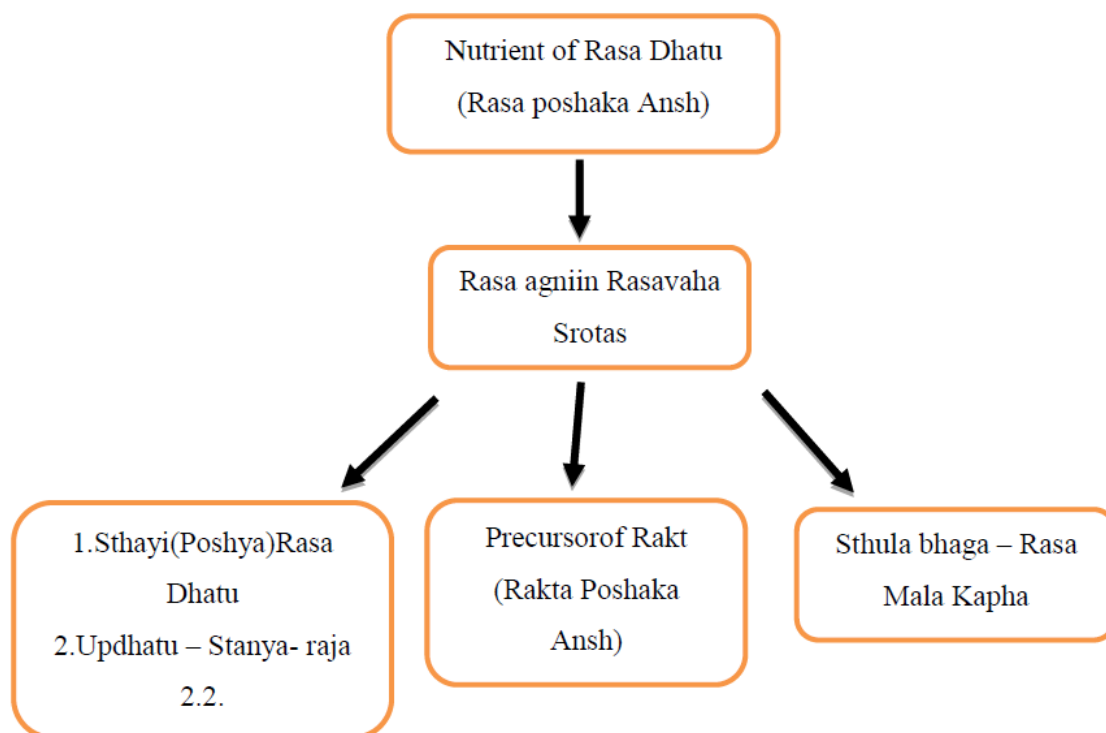 Nutrient of Rasa Dhatu
(Rasa poshaka Ansh)
Rasa agniin Rasavaha
Srotas
1.Sthayi(Poshya)Rasa
Dhatu
2.Updhatu – Stanya- raja
2.2.
Precursorof Rakt
(Rakta Poshaka
Ansh)
Sthula bhaga – Rasa
Mala Kapha